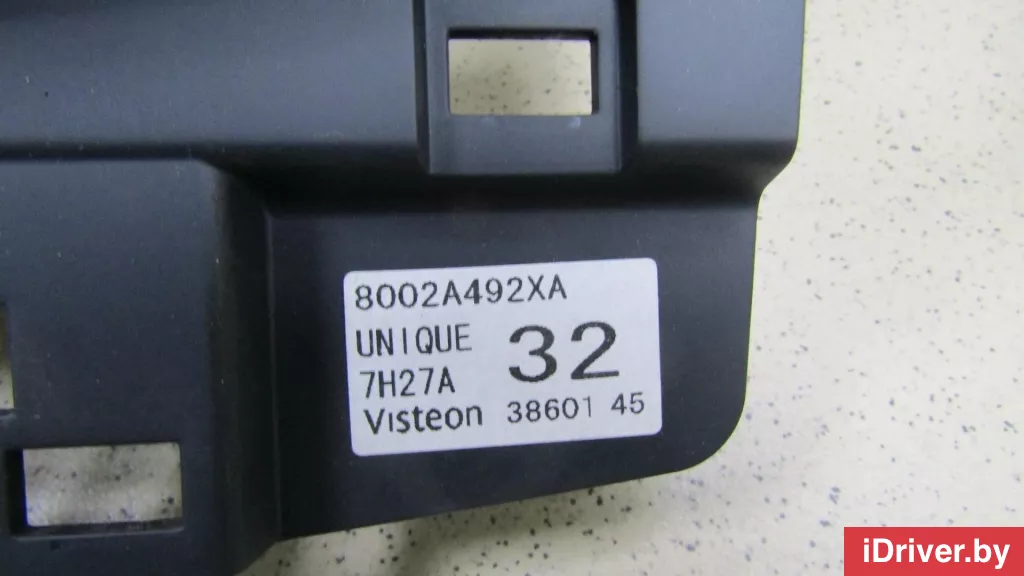 8002A492XA
UNIQUE 32
7H27A
Visteon 38601 45
iDriver.by